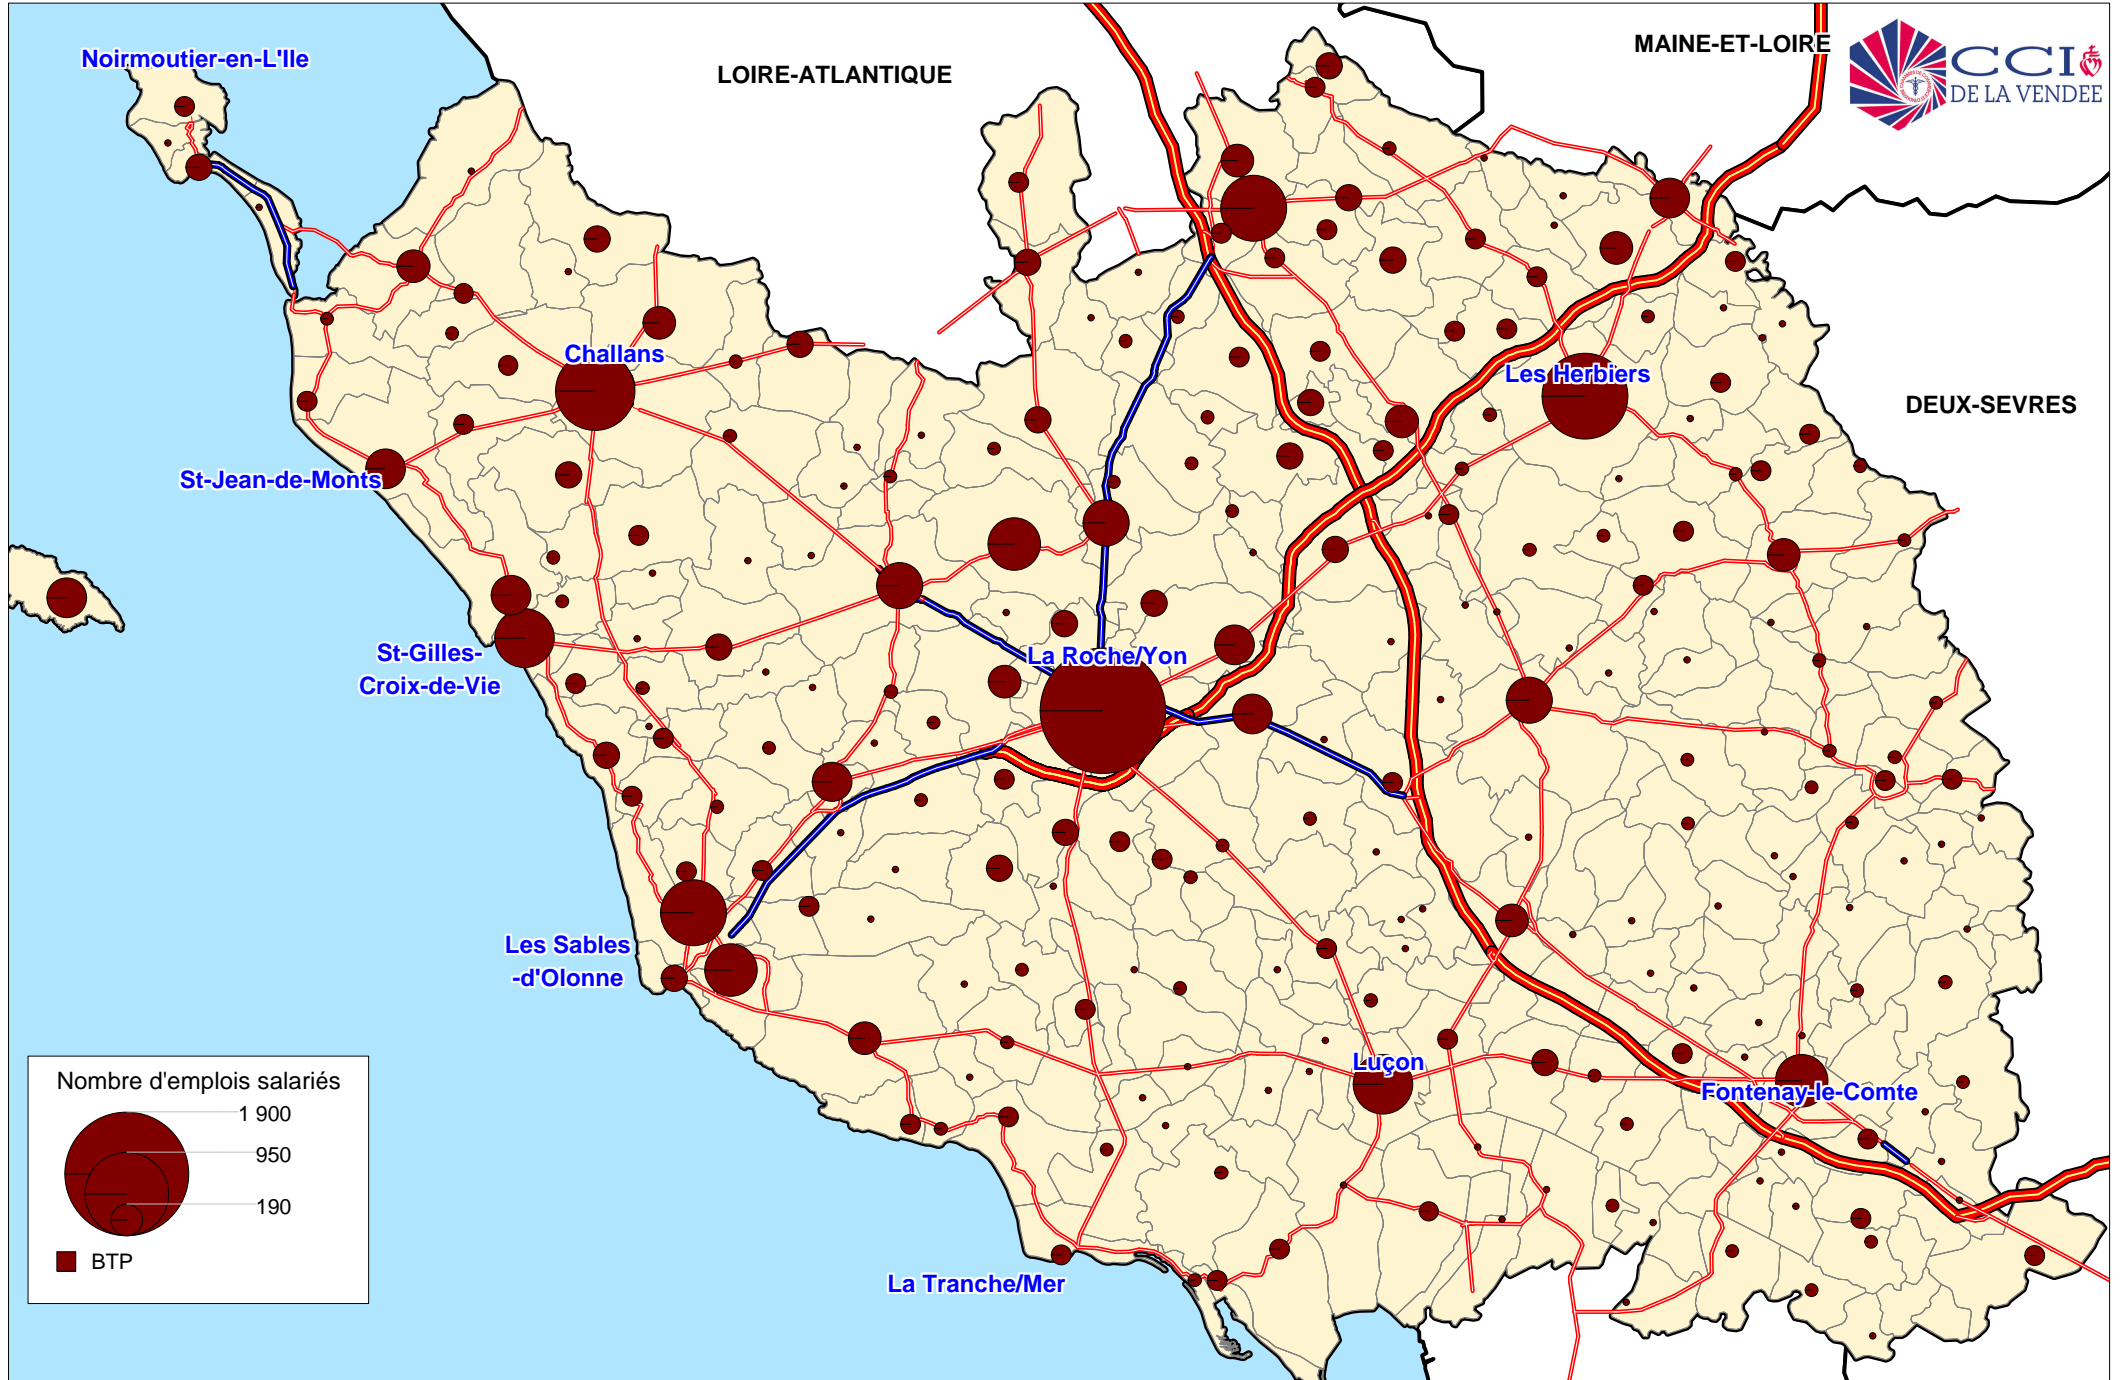 Noirmoutier-en-L'Ile
LOIRE-ATLANTIQUE
MAINE-ET-LOIRE
CCI
DE LA VENDEE
Challans
Les Herbiers
DEUX-SEVRES
St-Jean-de-Monts
St-Gilles-
Croix-de-Vie
La Roche/Yon
Les Sables
-d'Olonne
Luçon
Fontenay-le-Comte
La Tranche/Mer
Nombre d'emplois salariés
1 900
950
190
BTP